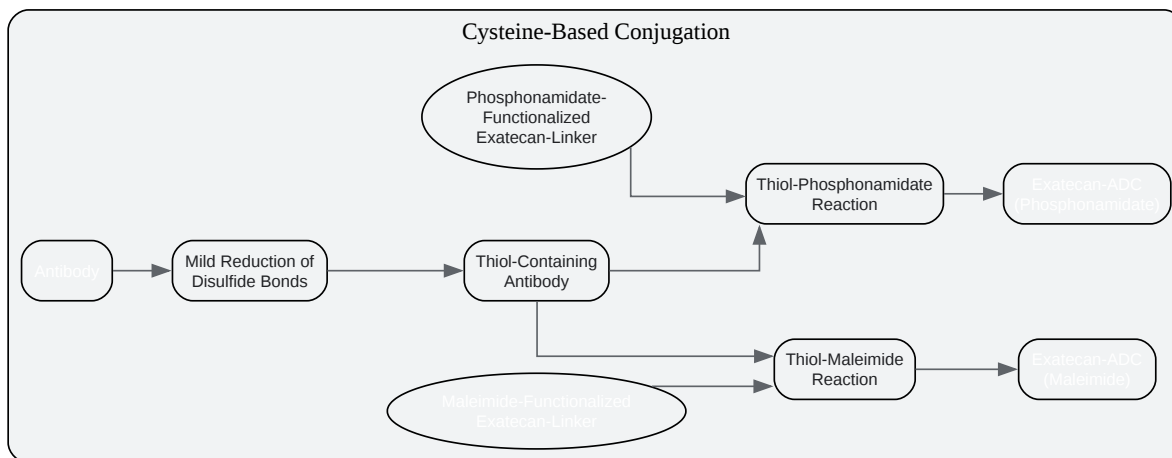 Cysteine-Based Conjugation
Phosphonamidate-
Functionalized
Exatecan-Linker
Thiol-Phosphonamidate
Reaction
Exatecan-ADC
(Phosphonamidate)
Antibody
Mild Reduction of
Disulfide Bonds
Thiol-Containing
Antibody
Thiol-Maleimide
Reaction
Exatecan-ADC
(Maleimide)
Maleimide-Functionalized
Exatecan-Linker